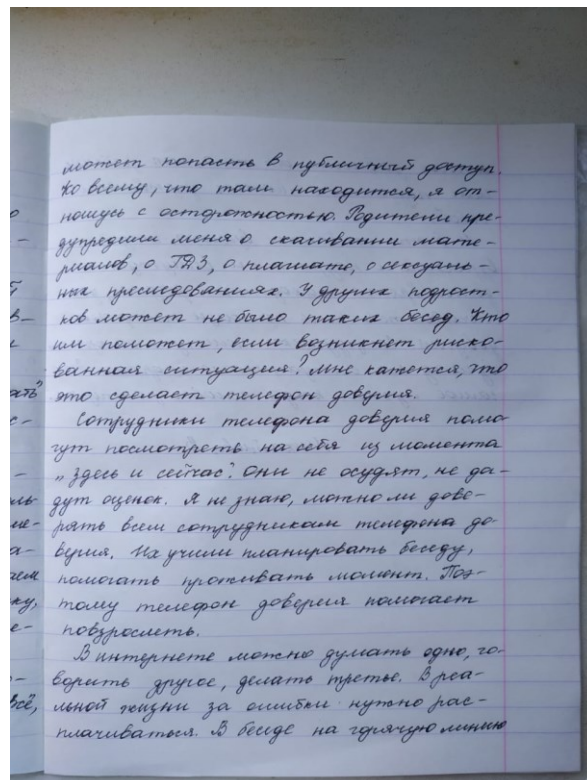 может попасть в публичный доступ.
Ко всему, что там находится, я от-
ношусь с осторожностью. Родители пре-
дупредили меня о скачивании мате-
риалов, о ГДЗ, о плагиате, о сексуаль-
ных преследованиях. У других подрост-
ков может не было таких бесед. Кто
им поможет, если возникнет риско-
ванная ситуация? Мне кажется, что
это сделает телефон доверия.
Сотрудники телефона доверия помо-
гут посмотреть на себя из момента
„Здесь и сейчас". Они не осудят, не да-
дут оценок. Я не знаю, можно ли дове-
рять всем сотрудникам телефона до-
верия. Их учили планировать беседу,
помогать проживать момент. Поэ-
тому телефон доверия помогает
повзрослеть.
В интернете можно думать одно, го-
ворить другое, делать третье. В реа-
льной жизни за ошибки нужно рас-
плачиваться. В беседе на горячую линию